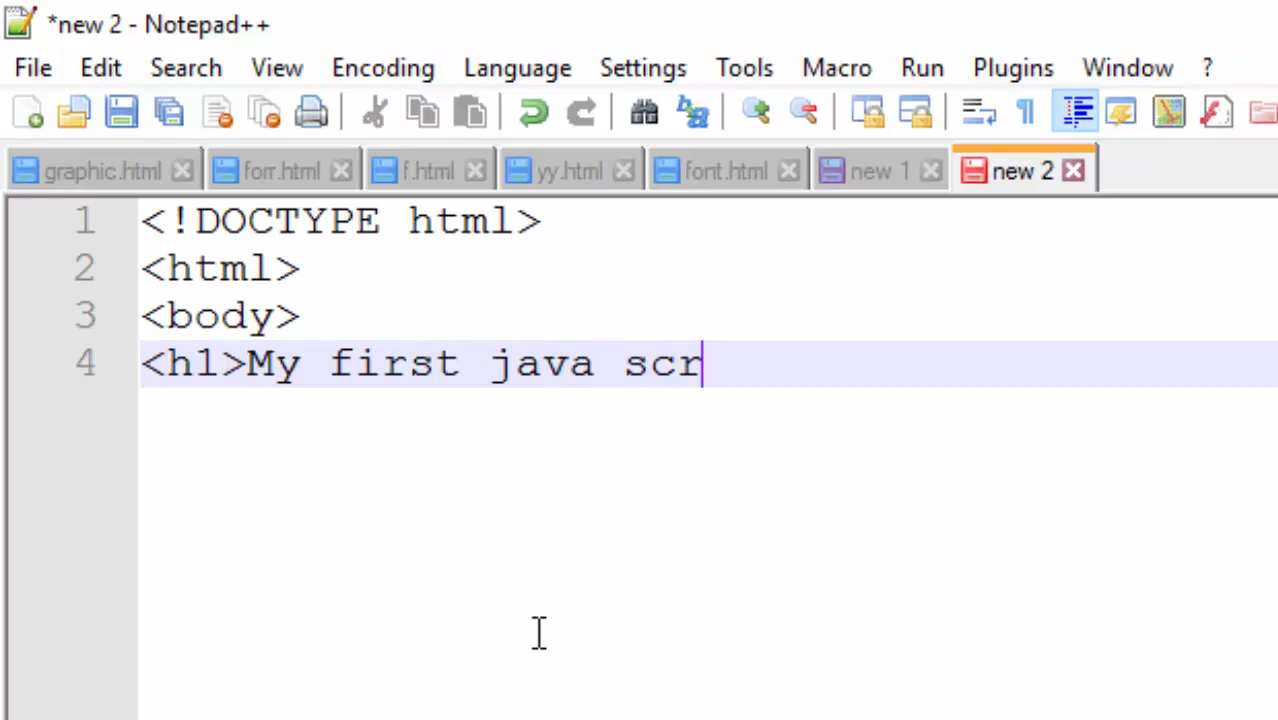 *new 2 - Notepad++
File Edit Search View Encoding Language Settings Tools Macro Run Plugins Window ?
graphic.html forr.html f.html yy.html font.html new 1 new 2
1 <!DOCTYPE html>
2 <html>
3 <body>
4 <h1>My first java scr